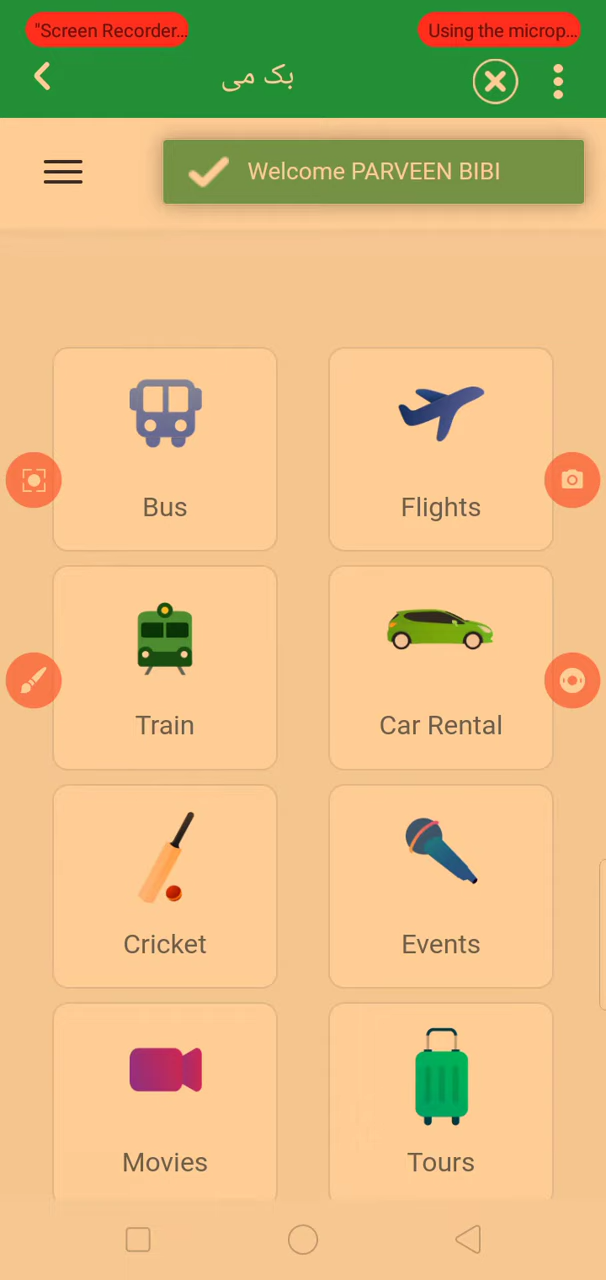 "Screen Recorder...
Using the microp...
بک می
Welcome PARVEEN BIBI
Bus
Flights
Train
Car Rental
Cricket
Events
Movies
Tours